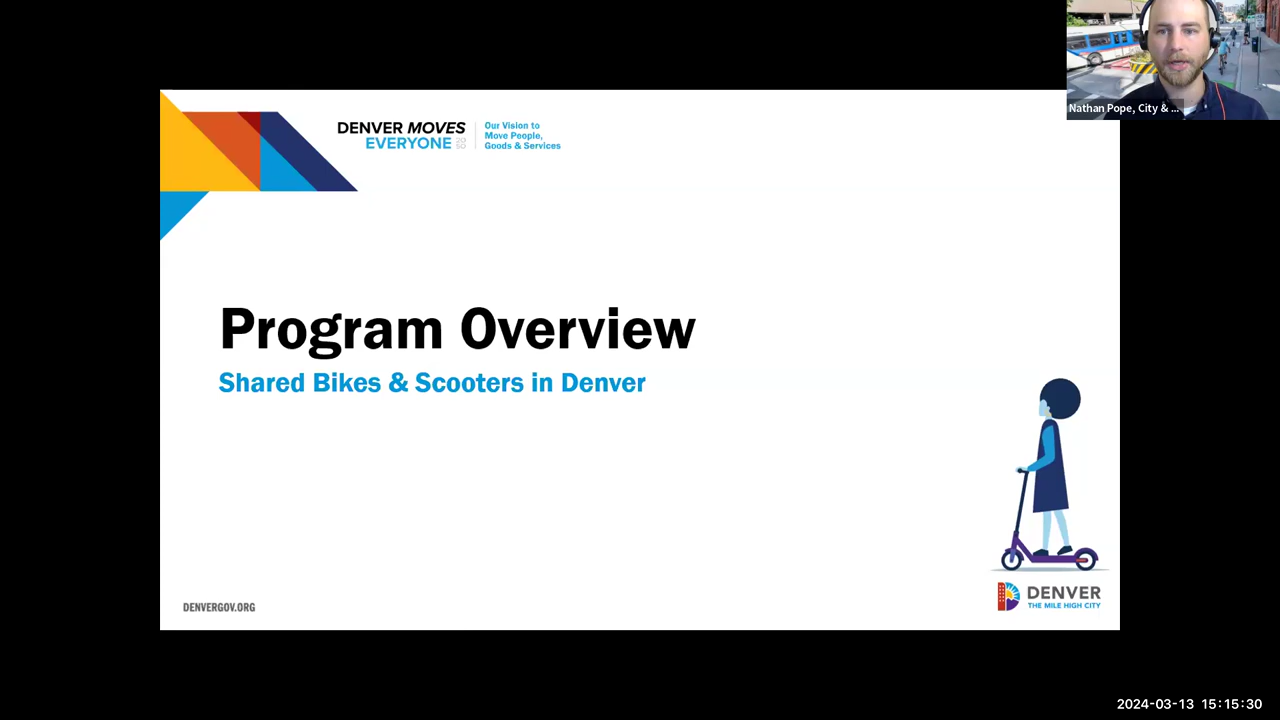 Nathan Pope, City & ...
DENVER MOVES
EVERYONE
Our Vision to
Move People,
Goods & Services
Program Overview
Shared Bikes & Scooters in Denver
DENVERGOV.ORG
DENVER
THE MILE HIGH CITY
2024-03-13 15:15:30